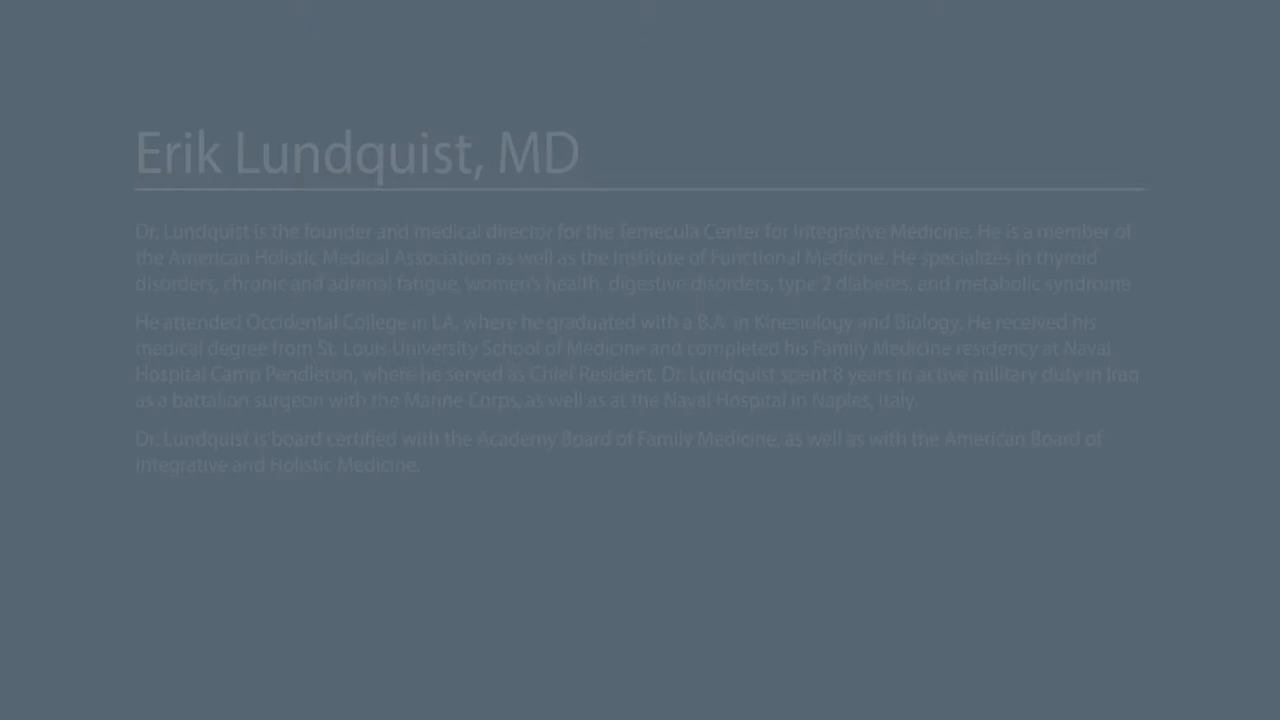 Erik Lundquist, MD
Dr. Lundquist is the founder and medical director for the Temecula Center for Integrative Medicine. He is a member of
the American Holistic Medical Association as well as the Institute of Functional Medicine. He specializes in thyroid
disorders, chronic and adrenal fatigue, women's health, digestive disorders, type 2 diabetes, and metabolic syndrome
He attended Occidental College in LA, where he graduated with a B.A. in Kinesiology and Biology. He received his
medical degree from St. Louis University School of Medicine and completed his Family Medicine residency at Naval
Hospital Camp Pendleton, where he served as Chief Resident. Dr. Lundquist spent 8 years in active military duty in Iraq
as a battalion surgeon with the Marine Corps, as well as at the Naval Hospital in Naples, Italy.
Dr. Lundquist is board certified with the Academy Board of Family Medicine, as well as with the American Board of
Integrative and Holistic Medicine.